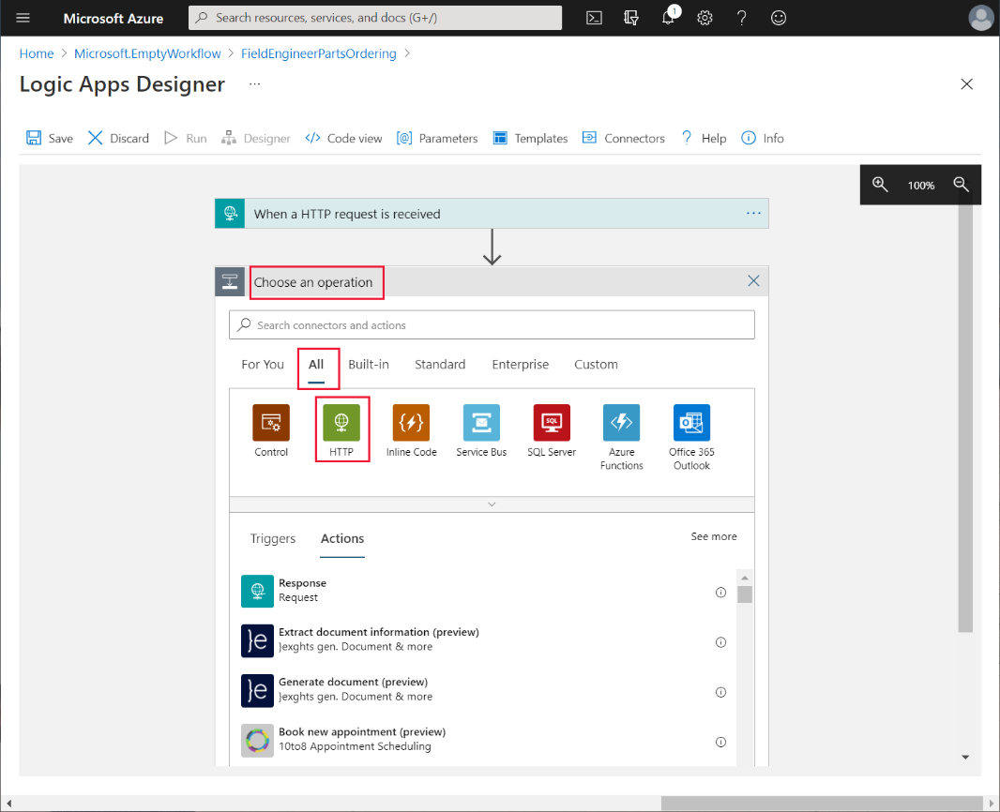 Microsoft Azure
Search resources, services, and docs (G+/)
1
Home > Microsoft.EmptyWorkflow > FieldEngineerPartsOrdering >
Logic Apps Designer ...
Save Discard Run Designer Code view Parameters Templates Connectors Help Info
100%
When a HTTP request is received
Choose an operation
Search connectors and actions
For You All Built-in Standard Enterprise Custom
SQL
Control HTTP Inline Code Service Bus SQL Server Azure Functions Office 365 Outlook
Triggers Actions See more
Response
Request
Extract document information (preview)
}exghts gen. Document & more
Generate document (preview)
}exghts gen. Document & more
Book new appointment (preview)
10to8 Appointment Scheduling